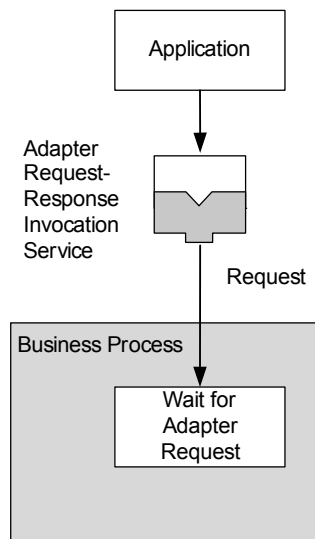 Application
Adapter
Request-
Response
Invocation
Service
Request
Business Process
Wait for
Adapter
Request